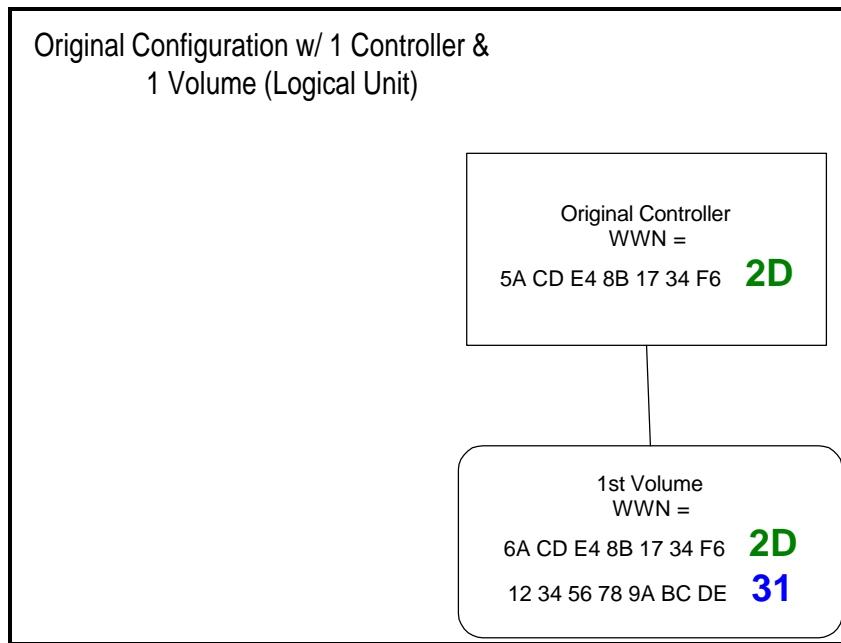 Original Configuration w/ 1 Controller &
1 Volume (Logical Unit)
Original Controller
WWN =
5A CD E4 8B 17 34 F6 2D
1st Volume
WWN =
6A CD E4 8B 17 34 F6 2D
12 34 56 78 9A BC DE 31